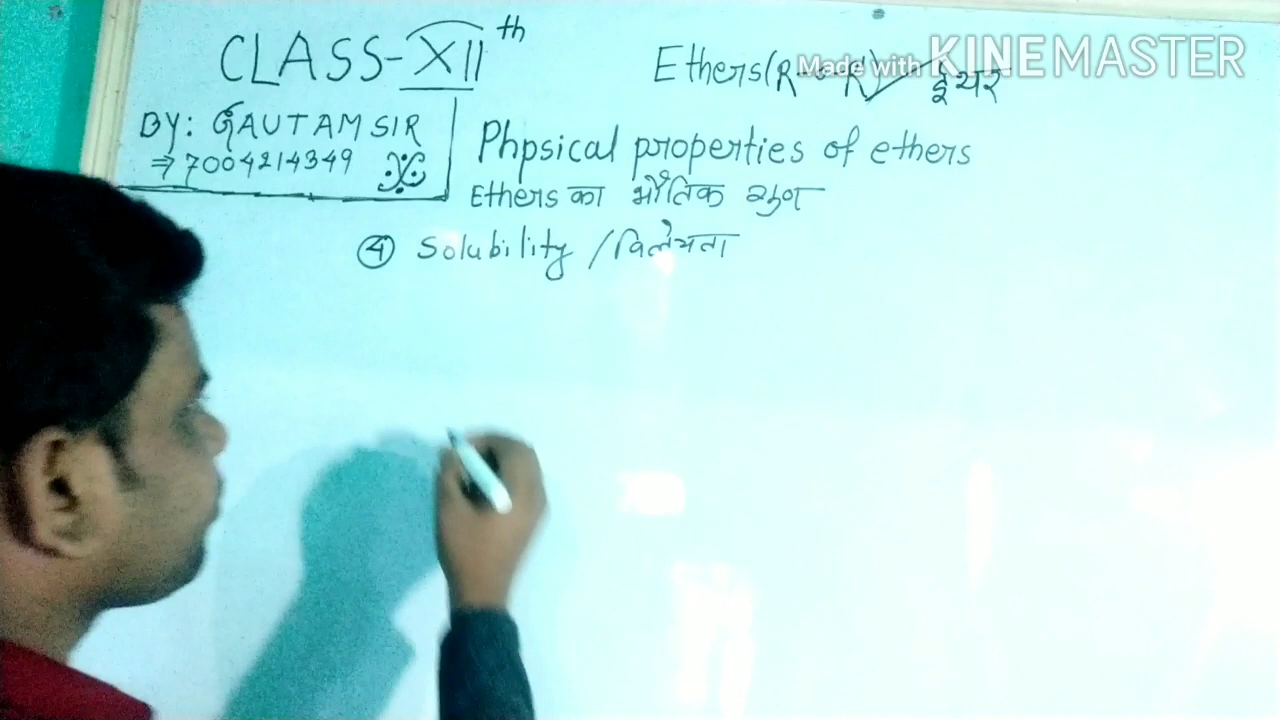 CLASS-XII th
Ethers (R-O-R') ईथर
Made with KINEMASTER
BY: GAUTAM SIR
⇒ 7004214349
Phpsical properties of ethers
Ethers का भौतिक गुण
④ Solubility / विलेयता